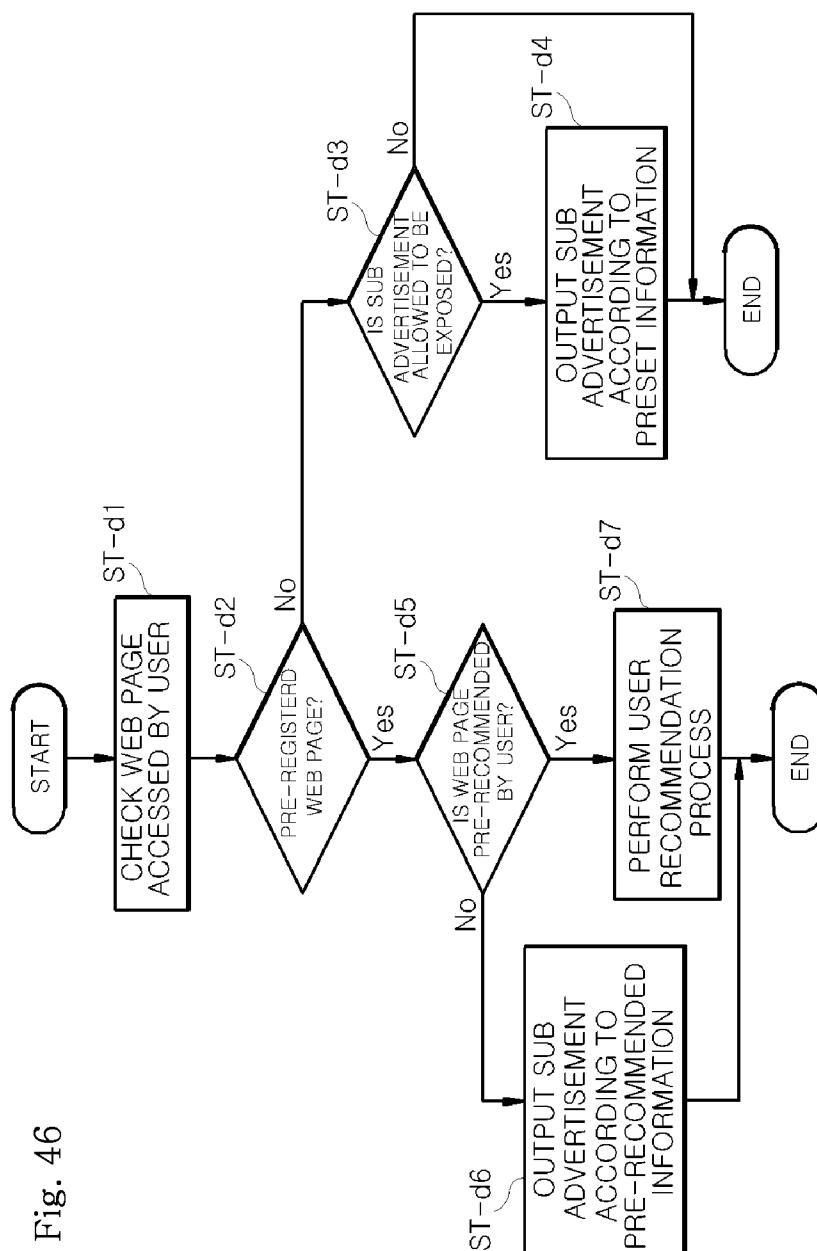 Fig. 46
START
CHECK WEB PAGE
ACCESSED BY USER
ST-d1
PRE-REGISTERD
WEB PAGE?
ST-d2
No
Yes
IS SUB
ADVERTISEMENT
ALLOWED TO BE
EXPOSED?
ST-d3
No
Yes
OUTPUT SUB
ADVERTISEMENT
ACCORDING TO
PRESET INFORMATION
ST-d4
END
IS WEB PAGE
PRE-RECOMMENDED
BY USER?
ST-d5
No
Yes
OUTPUT SUB
ADVERTISEMENT
ACCORDING TO
PRE-RECOMMENDED
INFORMATION
ST-d6
PERFORM USER
RECOMMENDATION
PROCESS
ST-d7
END